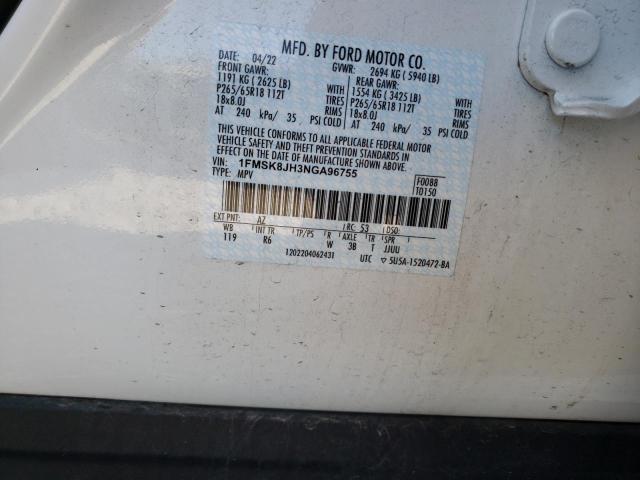 MFD. BY FORD MOTOR CO.
DATE: 04/22 GVWR: 2694 KG ( 5940 LB)
FRONT GAWR: REAR GAWR:
1191 KG ( 2625 LB) WITH 1554 KG ( 3425 LB) WITH
P265/65R18 112T TIRES P265/65R18 112T TIRES
18x8.0J RIMS 18x8.0J RIMS
AT 240 kPa/ 35 PSI COLD AT 240 kPa/ 35 PSI COLD
THIS VEHICLE CONFORMS TO ALL APPLICABLE FEDERAL MOTOR
VEHICLE SAFETY AND THEFT PREVENTION STANDARDS IN
EFFECT ON THE DATE OF MANUFACTURE SHOWN ABOVE.
VIN: 1FMSK8JH3NGA96755 F0088
TYPE: MPV TD150
EXT PNT: AZ RC: 53 DSO:
WB INT TR TP/PS R AXLE TR SPR
119 R6 W 3B T JJUU
1202204062431 UTC 5U5A-1520472-BA